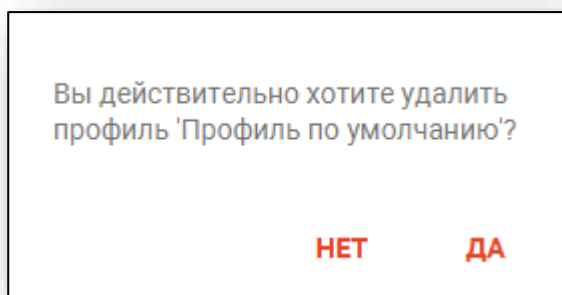 Вы действительно хотите удалить
профиль 'Профиль по умолчанию'?
НЕТ ДА